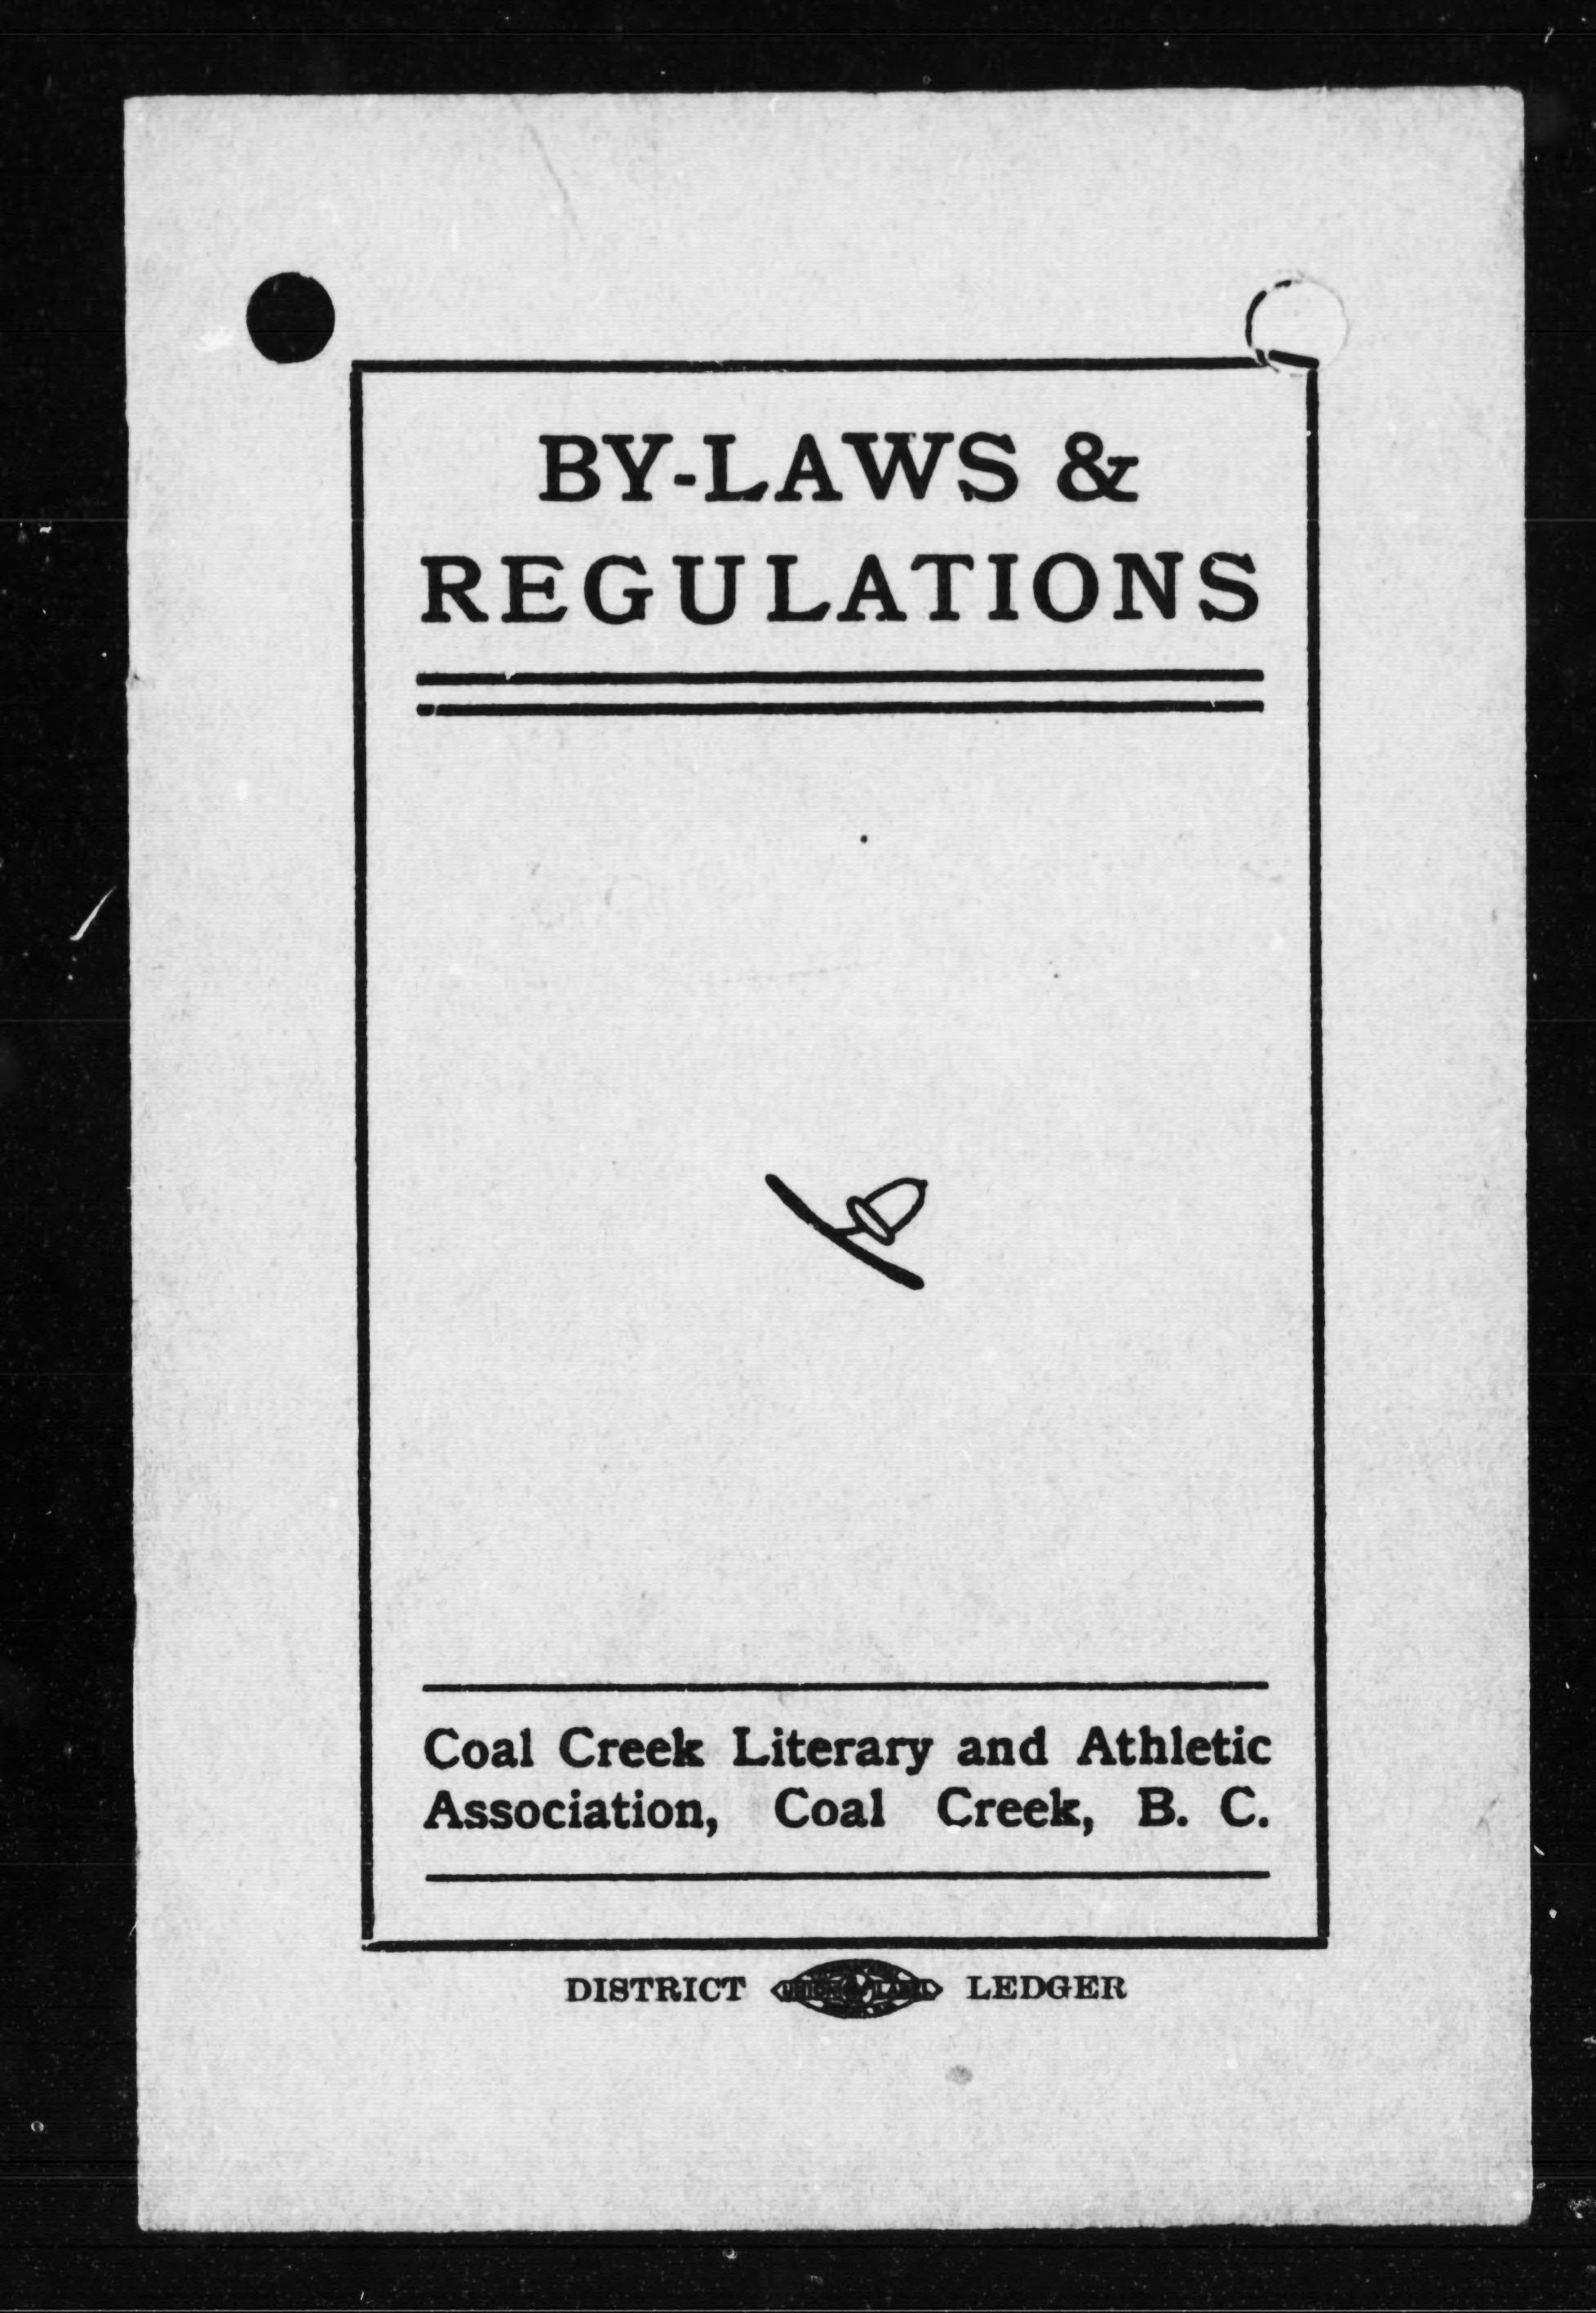 BY-LAWS &
REGULATIONS
Coal Creek Literary and Athletic
Association, Coal Creek, B. C.
DISTRICT LEDGER